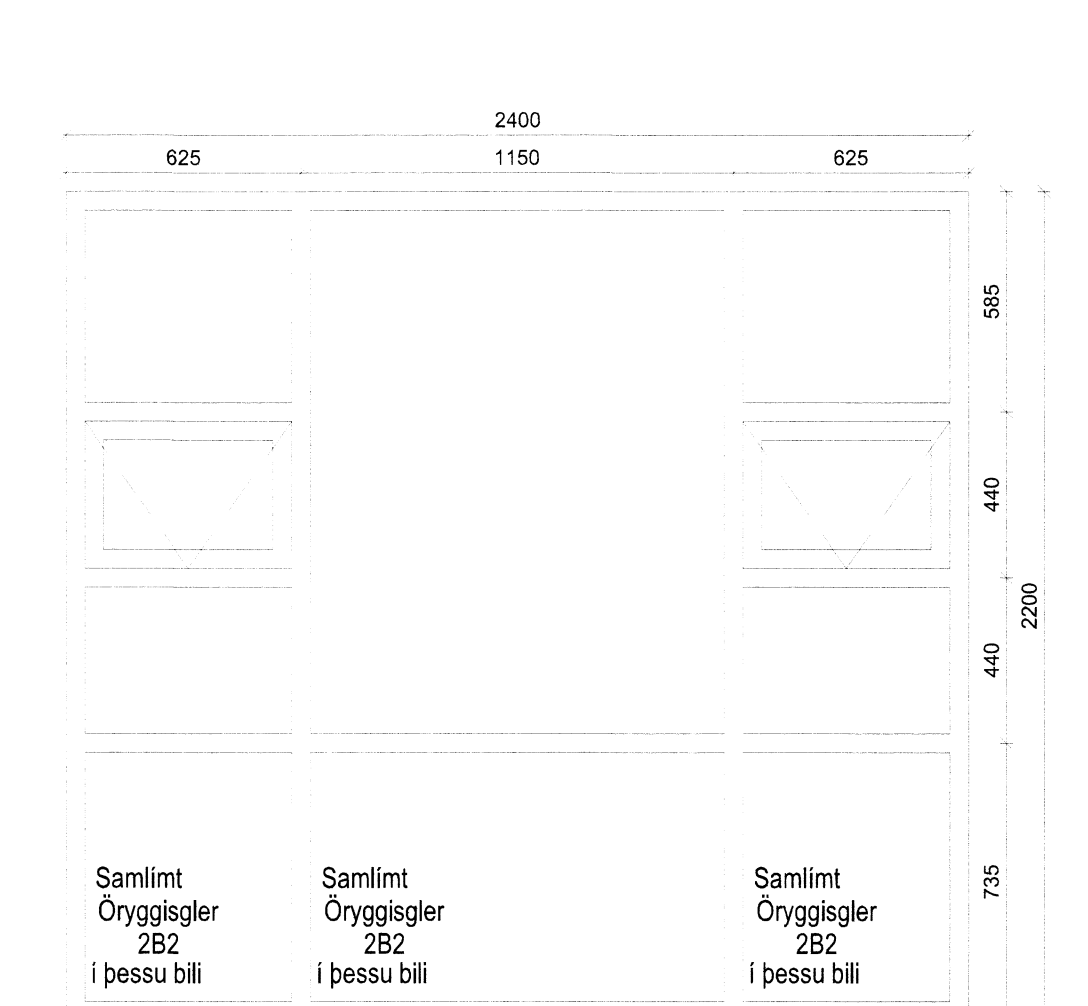 2400
625 1150 625
585
440
2200
440
735
Samlímt
Öryggisgler
2B2
í þessu bili
Samlímt
Öryggisgler
2B2
í þessu bili
Samlímt
Öryggisgler
2B2
í þessu bili